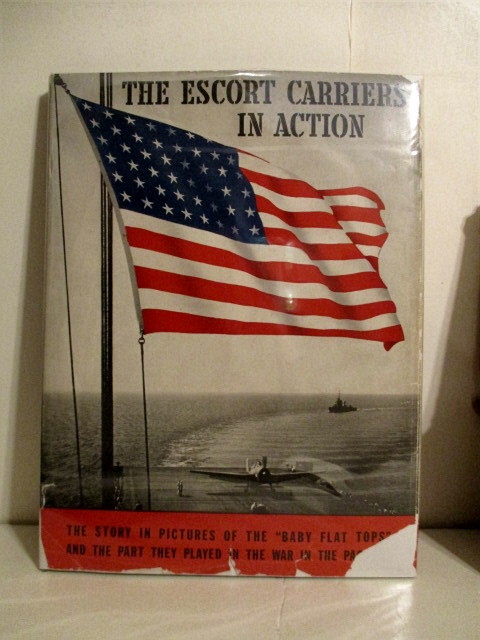 THE ESCORT CARRIERS
IN ACTION
THE STORY IN PICTURES OF THE "BABY FLAT TOPS"
AND THE PART THEY PLAYED IN THE WAR IN THE